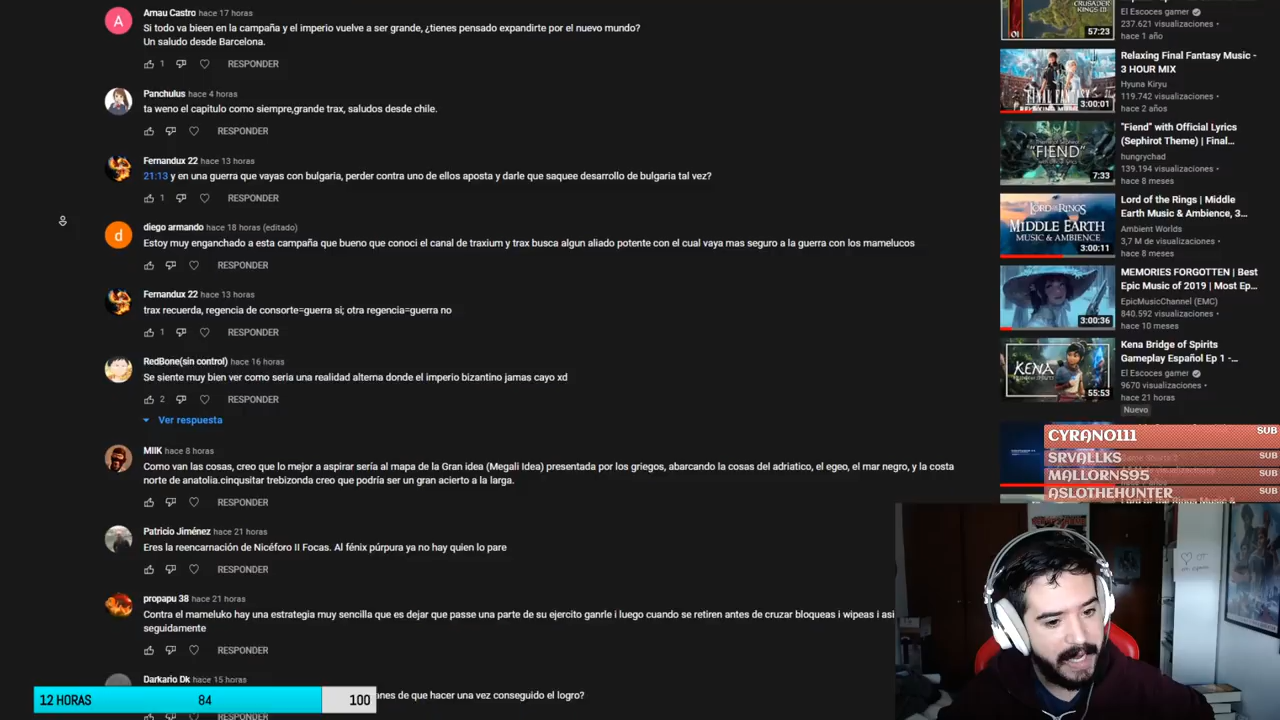 A
Arnau Castro hace 17 horas
Si todo va bieen en la campaña y el imperio vuelve a ser grande, ¿tienes pensado expandirte por el nuevo mundo?
Un saludo desde Barcelona.
1 RESPONDER
Panchulus hace 4 horas
ta weno el capitulo como siempre,grande trax, saludos desde chile.
RESPONDER
Fernandux 22 hace 13 horas
21:13 y en una guerra que vayas con bulgaria, perder contra uno de ellos aposta y darle que saquee desarrollo de bulgaria tal vez?
1 RESPONDER
d
diego armando hace 18 horas (editado)
Estoy muy enganchado a esta campaña que bueno que conoci el canal de traxium y trax busca algun aliado potente con el cual vaya mas seguro a la guerra con los mamelucos
RESPONDER
Fernandux 22 hace 13 horas
trax recuerda, regencia de consorte=guerra si; otra regencia=guerra no
1 RESPONDER
RedBone(sin control) hace 16 horas
Se siente muy bien ver como seria una realidad alterna donde el imperio bizantino jamas cayo xd
2 RESPONDER
Ver respuesta
MIlK hace 8 horas
Como van las cosas, creo que lo mejor a aspirar sería al mapa de la Gran idea (Megali Idea) presentada por los griegos, abarcando la cosas del adriatico, el egeo, el mar negro, y la costa
norte de anatolia.cinqusitar trebizonda creo que podría ser un gran acierto a la larga.
RESPONDER
Patricio Jiménez hace 21 horas
Eres la reencarnación de Nicéforo II Focas. Al fénix púrpura ya no hay quien lo pare
RESPONDER
propapu 38 hace 21 horas
Contra el mameluko hay una estrategia muy sencilla que es dejar que passe una parte de su ejercito ganrle i luego cuando se retiren antes de cruzar bloqueas i wipeas i asi
seguidamente
RESPONDER
Darkario Dk hace 15 horas
anes de que hacer una vez conseguido el logro?
RESPONDER
12 HORAS 84 100
CRUSADER
KINGS III
57:23
El Escoces gamer
237.621 visualizaciones •
hace 1 año
FINAL FANTASY
3:00:01
Relaxing Final Fantasy Music -
3 HOUR MIX
Hyuna Kiryu
119.742 visualizaciones •
hace 2 años
"FIEND"
7:33
"Fiend" with Official Lyrics
(Sephirot Theme) | Final...
hungrychad
139.194 visualizaciones •
hace 8 meses
LORD OF THE RINGS
MIDDLE EARTH
MUSIC & AMBIENCE
3:00:11
Lord of the Rings | Middle
Earth Music & Ambience, 3...
Ambient Worlds
3,7 M de visualizaciones •
hace 8 meses
3:00:36
MEMORIES FORGOTTEN | Best
Epic Music of 2019 | Most Ep...
EpicMusicChannel (EMC)
840.592 visualizaciones •
hace 10 meses
KENA
55:53
Kena Bridge of Spirits
Gameplay Español Ep 1 -...
El Escoces gamer
9670 visualizaciones •
hace 21 horas
Nuevo
CYRANO111 SUB
SRVALLKS SUB
MALLORNS95 SUB
ASLOTHEHUNTER SUB